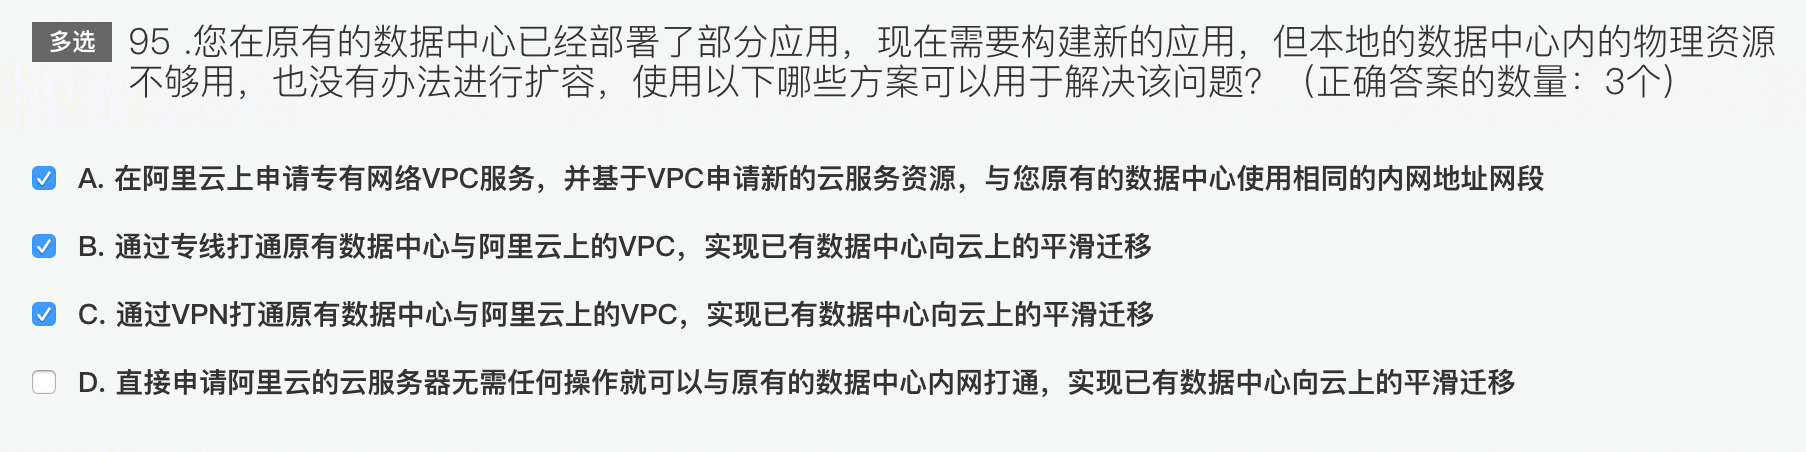 多选 95 .您在原有的数据中心已经部署了部分应用，现在需要构建新的应用，但本地的数据中心内的物理资源
不够用，也没有办法进行扩容，使用以下哪些方案可以用于解决该问题？（正确答案的数量：3个）
A. 在阿里云上申请专有网络VPC服务，并基于VPC申请新的云服务资源，与您原有的数据中心使用相同的内网地址网段
B. 通过专线打通原有数据中心与阿里云上的VPC，实现已有数据中心向云上的平滑迁移
C. 通过VPN打通原有数据中心与阿里云上的VPC，实现已有数据中心向云上的平滑迁移
D. 直接申请阿里云的云服务器无需任何操作就可以与原有的数据中心内网打通，实现已有数据中心向云上的平滑迁移